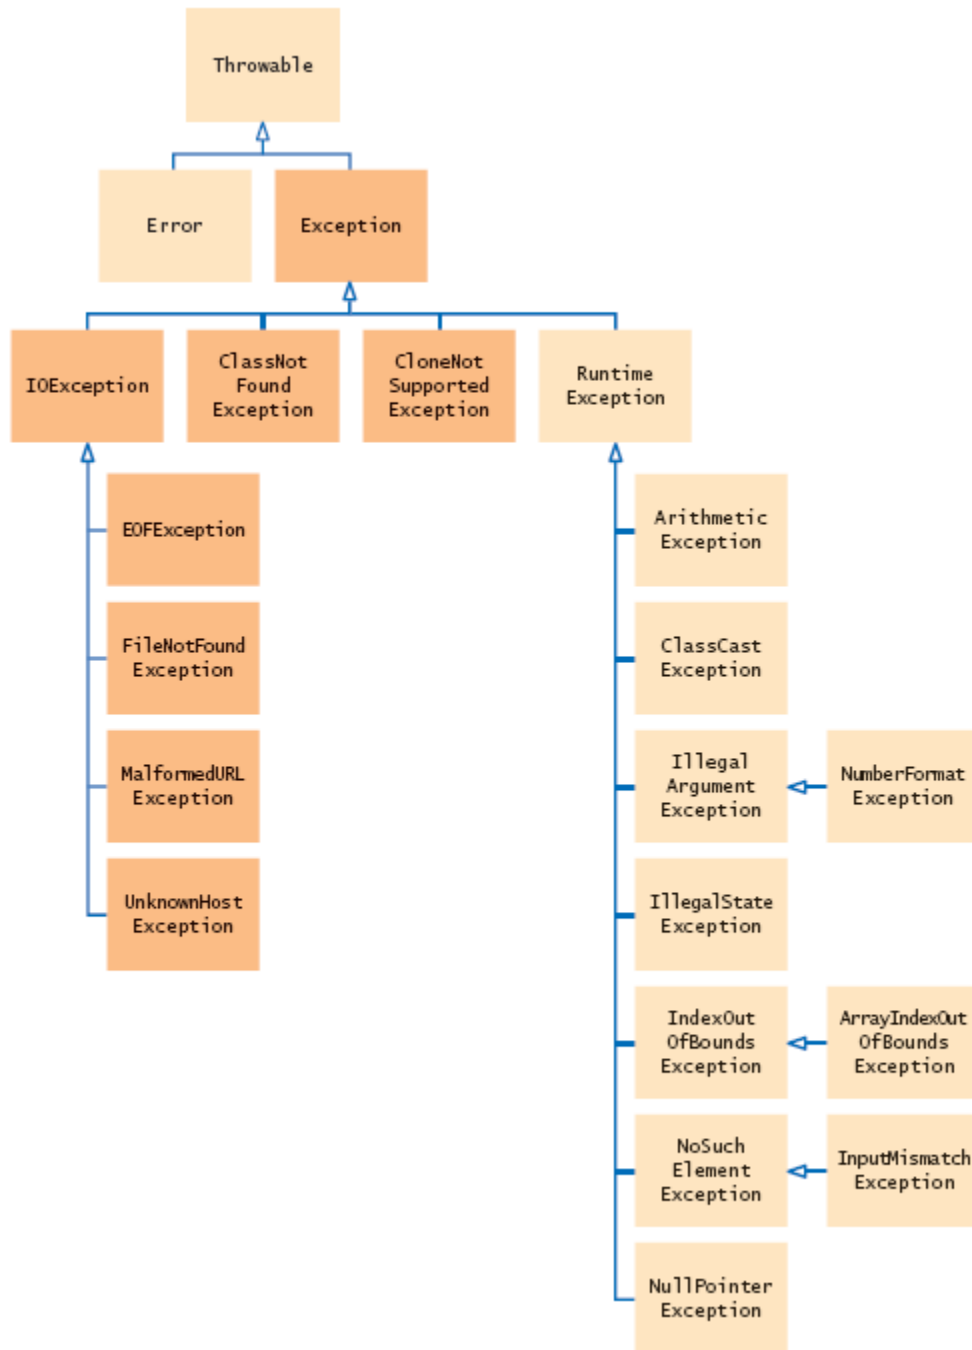 Throwable
Error
Exception
IOException
ClassNot
Found
Exception
CloneNot
Supported
Exception
Runtime
Exception
EOFException
FileNotFound
Exception
MalformedURL
Exception
UnknownHost
Exception
Arithmetic
Exception
ClassCast
Exception
Illegal
Argument
Exception
NumberFormat
Exception
IllegalState
Exception
IndexOut
OfBounds
Exception
ArrayIndexOut
OfBounds
Exception
NoSuch
Element
Exception
InputMismatch
Exception
NullPointer
Exception